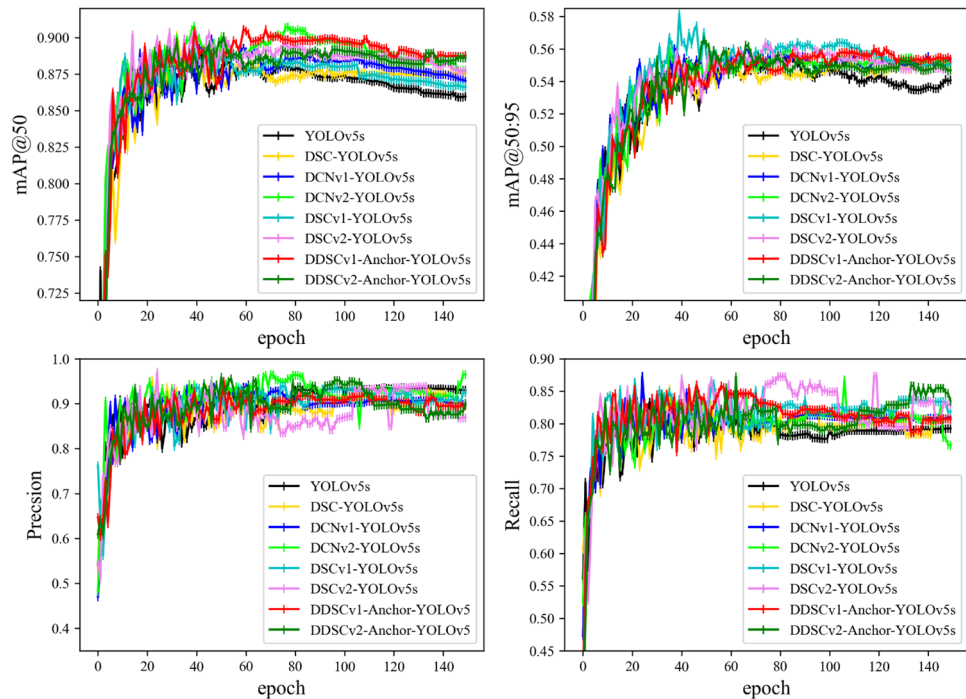 0.900
0.875
0.850
0.825
0.800
0.775
0.750
0.725
mAP@50
0 20 40 60 80 100 120 140
epoch
YOLOv5s
DSC-YOLOv5s
DCNv1-YOLOv5s
DCNv2-YOLOv5s
DSCv1-YOLOv5s
DSCv2-YOLOv5s
DDSCv1-Anchor-YOLOv5s
DDSCv2-Anchor-YOLOv5s
0.58
0.56
0.54
0.52
0.50
0.48
0.46
0.44
0.42
mAP@50:95
0 20 40 60 80 100 120 140
epoch
YOLOv5s
DSC-YOLOv5s
DCNv1-YOLOv5s
DCNv2-YOLOv5s
DSCv1-YOLOv5s
DSCv2-YOLOv5s
DDSCv1-Anchor-YOLOv5s
DDSCv2-Anchor-YOLOv5s
1.0
0.9
0.8
0.7
0.6
0.5
0.4
Precsion
0 20 40 60 80 100 120 140
epoch
YOLOv5s
DSC-YOLOv5s
DCNv1-YOLOv5s
DCNv2-YOLOv5s
DSCv1-YOLOv5s
DSCv2-YOLOv5s
DDSCv1-Anchor-YOLOv5
DDSCv2-Anchor-YOLOv5
0.90
0.85
0.80
0.75
0.70
0.65
0.60
0.55
0.50
0.45
Recall
0 20 40 60 80 100 120 140
epoch
YOLOv5s
DSC-YOLOv5s
DCNv1-YOLOv5s
DCNv2-YOLOv5s
DSCv1-YOLOv5s
DSCv2-YOLOv5s
DDSCv1-Anchor-YOLOv5s
DDSCv2-Anchor-YOLOv5s